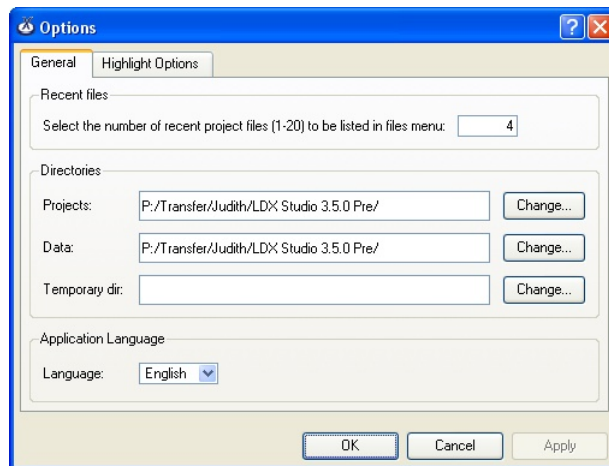 Options
General Highlight Options
Recent files
Select the number of recent project files (1-20) to be listed in files menu: 4
Directories
Projects: P:/Transfer/Judith/LDX Studio 3.5.0 Pre/ Change...
Data: P:/Transfer/Judith/LDX Studio 3.5.0 Pre/ Change...
Temporary dir: Change...
Application Language
Language: English
OK Cancel Apply